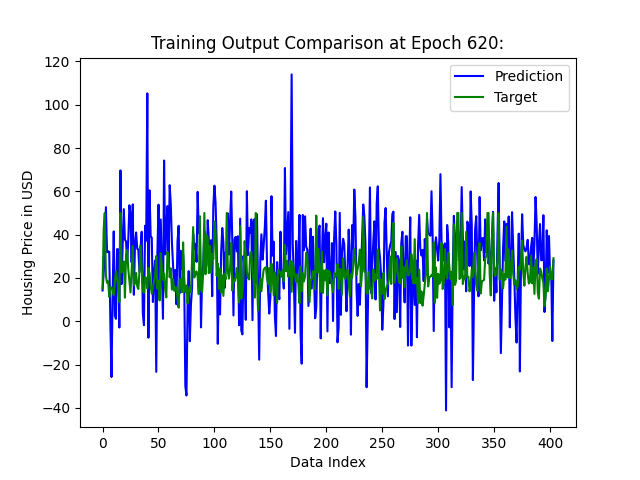 Training Output Comparison at Epoch 620:
Prediction
Target
120
100
80
60
40
20
0
−20
−40
Housing Price in USD
0 50 100 150 200 250 300 350 400
Data Index